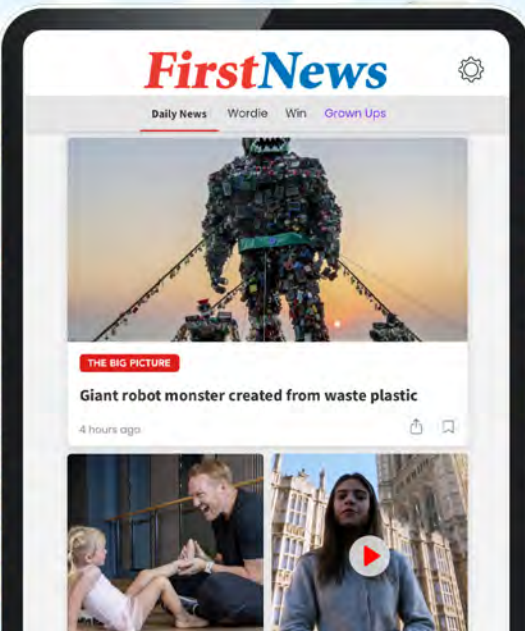 FirstNews
Daily News Wordie Win Grown Ups
THE BIG PICTURE
Giant robot monster created from waste plastic
4 hours ago